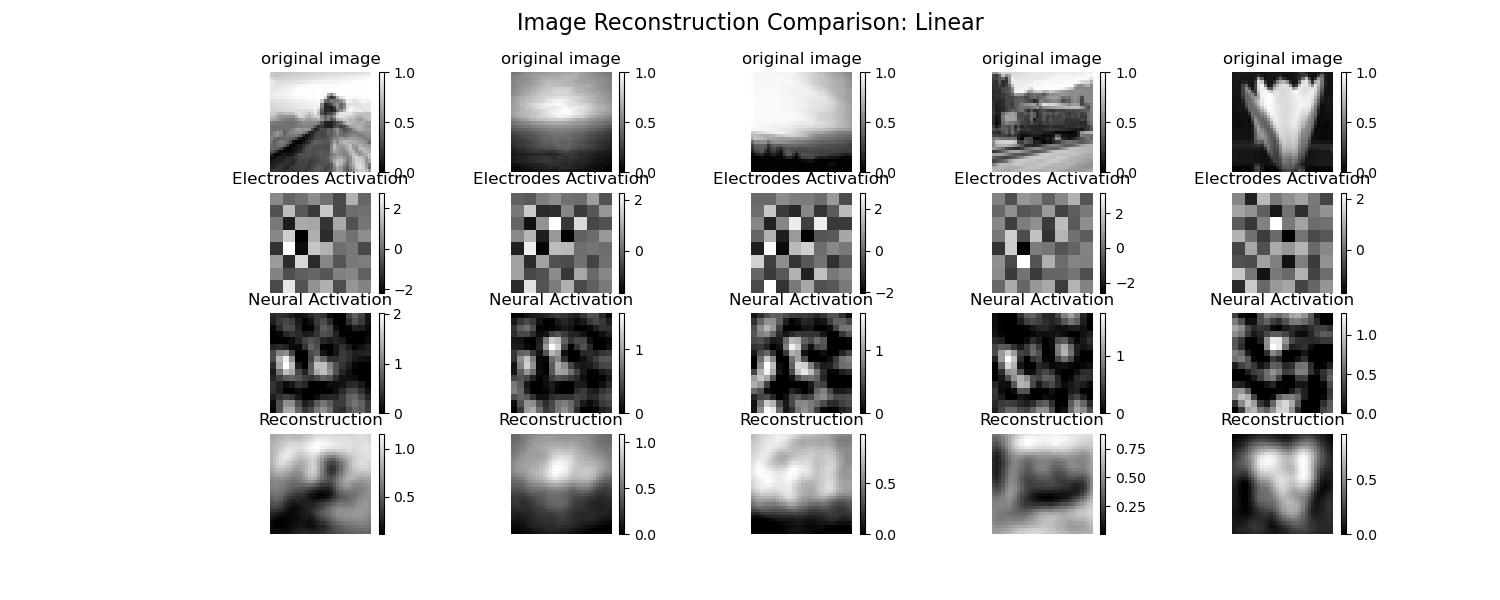 Image Reconstruction Comparison: Linear
original image original image original image original image original image
1.0 1.0 1.0 1.0 1.0
0.5 0.5 0.5 0.5 0.5
0.0 0.0 0.0 0.0 0.0
Electrodes Activation Electrodes Activation Electrodes Activation Electrodes Activation Electrodes Activation
2 2 2 2 2
0 0 0 0 0
−2 −2 −2
Neural Activation Neural Activation Neural Activation Neural Activation Neural Activation
2 1.0
1 1 1 1 0.5
0 0 0 0 0.0
Reconstruction Reconstruction Reconstruction Reconstruction Reconstruction
1.0 1.0 0.75
0.5 0.5 0.5 0.50 0.5
0.25
0.0 0.0 0.0